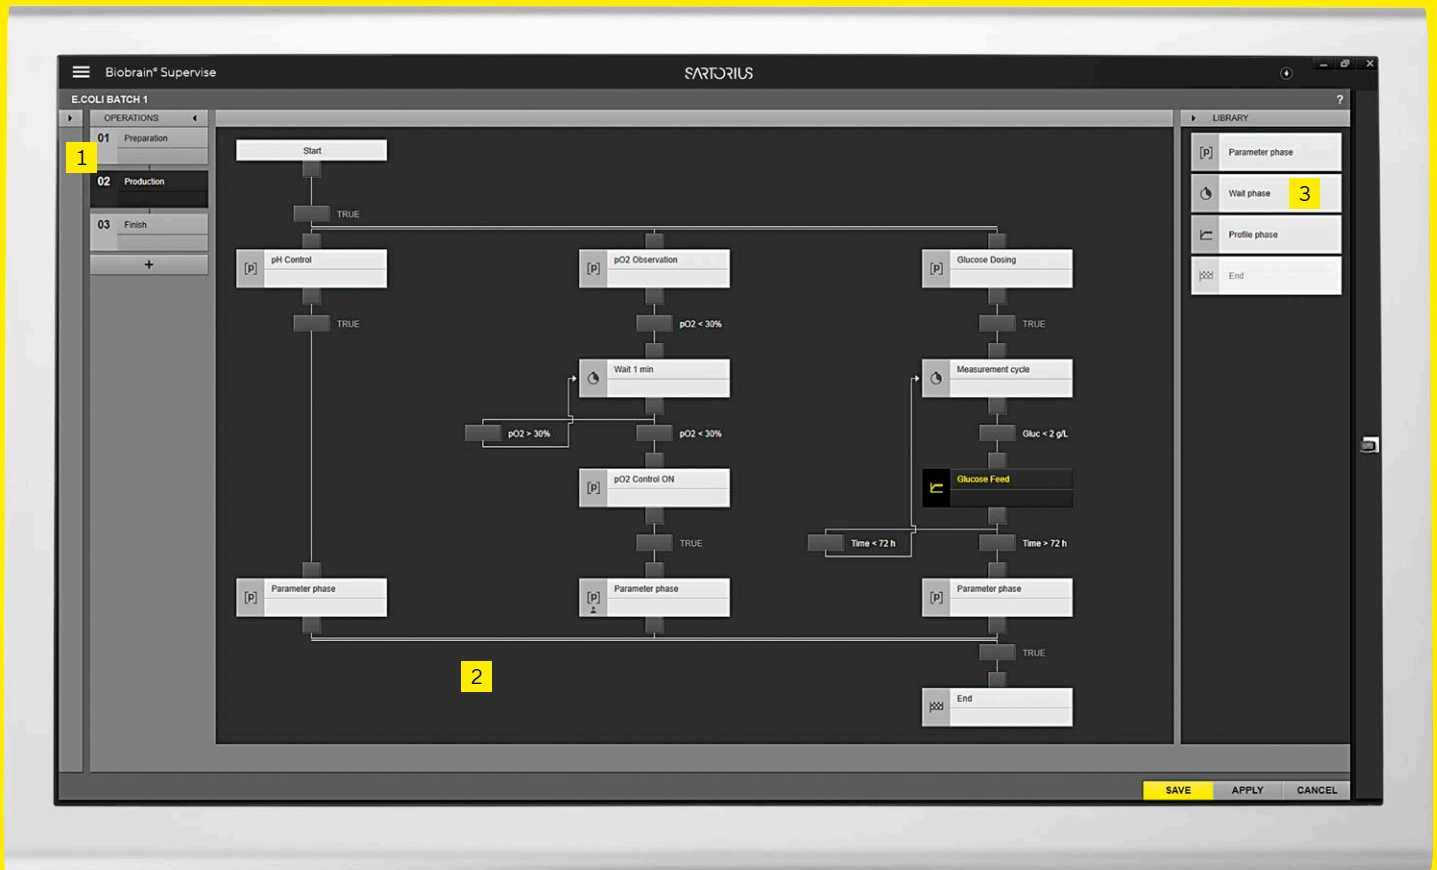 Biobrain® Supervise
SARTORIUS
E.COLI BATCH 1
?
OPERATIONS
LIBRARY
01 Preparation
1
02 Production
03 Finish
+
Start
TRUE
[p] pH Control
[p] pO2 Observation
[p] Glucose Dosing
TRUE
pO2 < 30%
TRUE
Wait 1 min
Measurement cycle
pO2 > 30%
pO2 < 30%
Gluc < 2 g/L
[p] pO2 Control ON
Glucose Feed
TRUE
Time < 72 h
Time > 72 h
[p] Parameter phase
[p] Parameter phase
[p] Parameter phase
TRUE
2
End
[p] Parameter phase
Wait phase
3
Profile phase
End
SAVE
APPLY
CANCEL